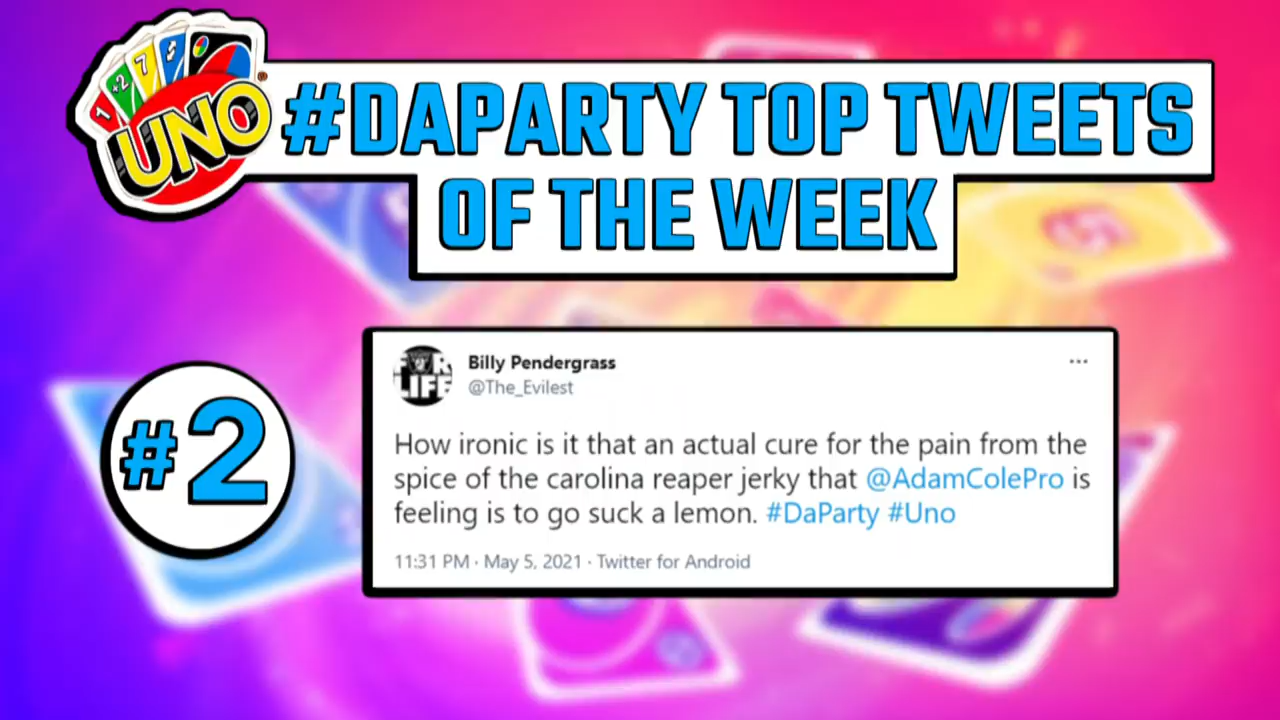 UNO
#DAPARTY TOP TWEETS
OF THE WEEK
#2
Billy Pendergrass
@The_Evilest
How ironic is it that an actual cure for the pain from the
spice of the carolina reaper jerky that @AdamColePro is
feeling is to go suck a lemon. #DaParty #Uno
11:31 PM · May 5, 2021 · Twitter for Android